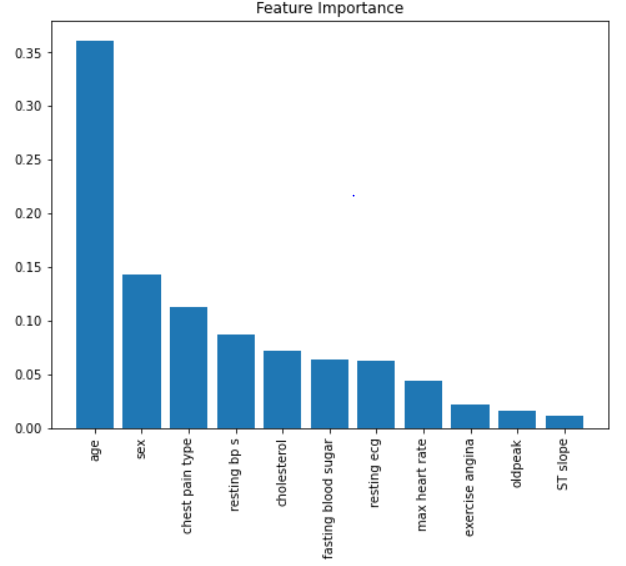 Feature Importance
0.35
0.30
0.25
0.20
0.15
0.10
0.05
0.00
age
sex
chest pain type
resting bp s
cholesterol
fasting blood sugar
resting ecg
max heart rate
exercise angina
oldpeak
ST slope